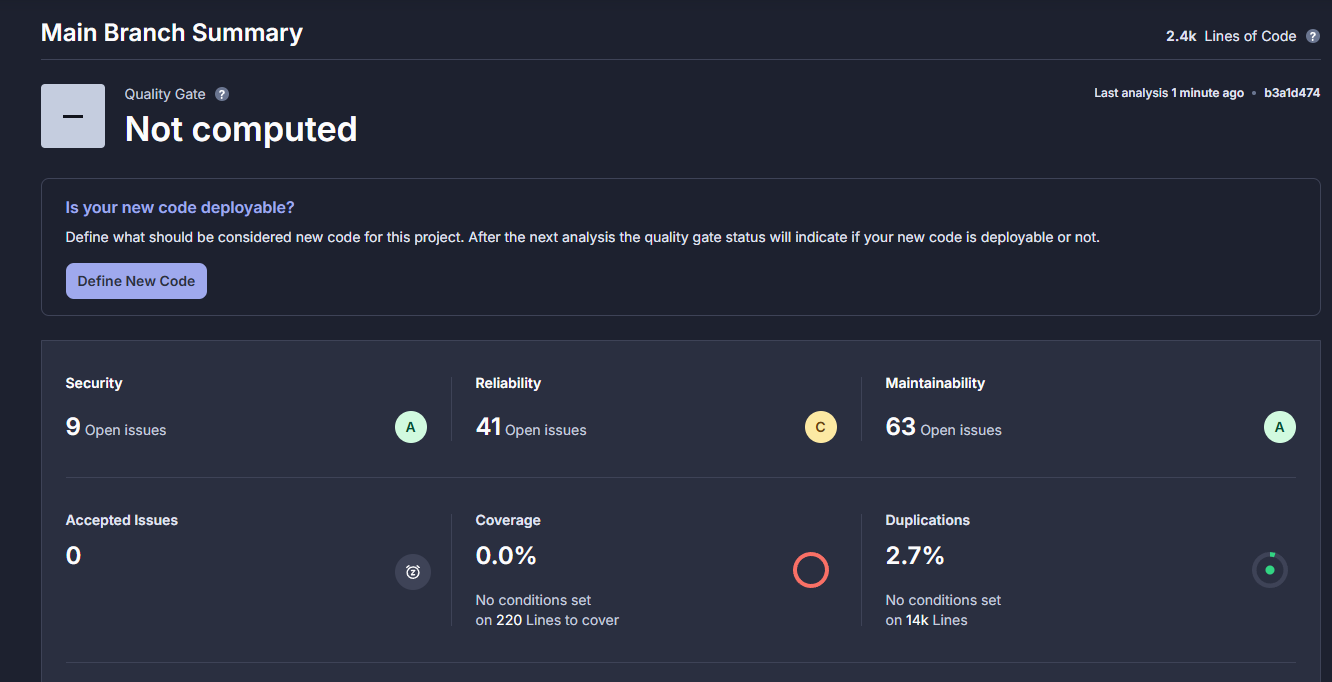 Main Branch Summary
2.4k Lines of Code ?
Quality Gate ?
Not computed
Last analysis 1 minute ago • b3a1d474
Is your new code deployable?
Define what should be considered new code for this project. After the next analysis the quality gate status will indicate if your new code is deployable or not.
Define New Code
Security
9 Open issues
A
Reliability
41 Open issues
C
Maintainability
63 Open issues
A
Accepted Issues
0
Coverage
0.0%
No conditions set
on 220 Lines to cover
Duplications
2.7%
No conditions set
on 14k Lines